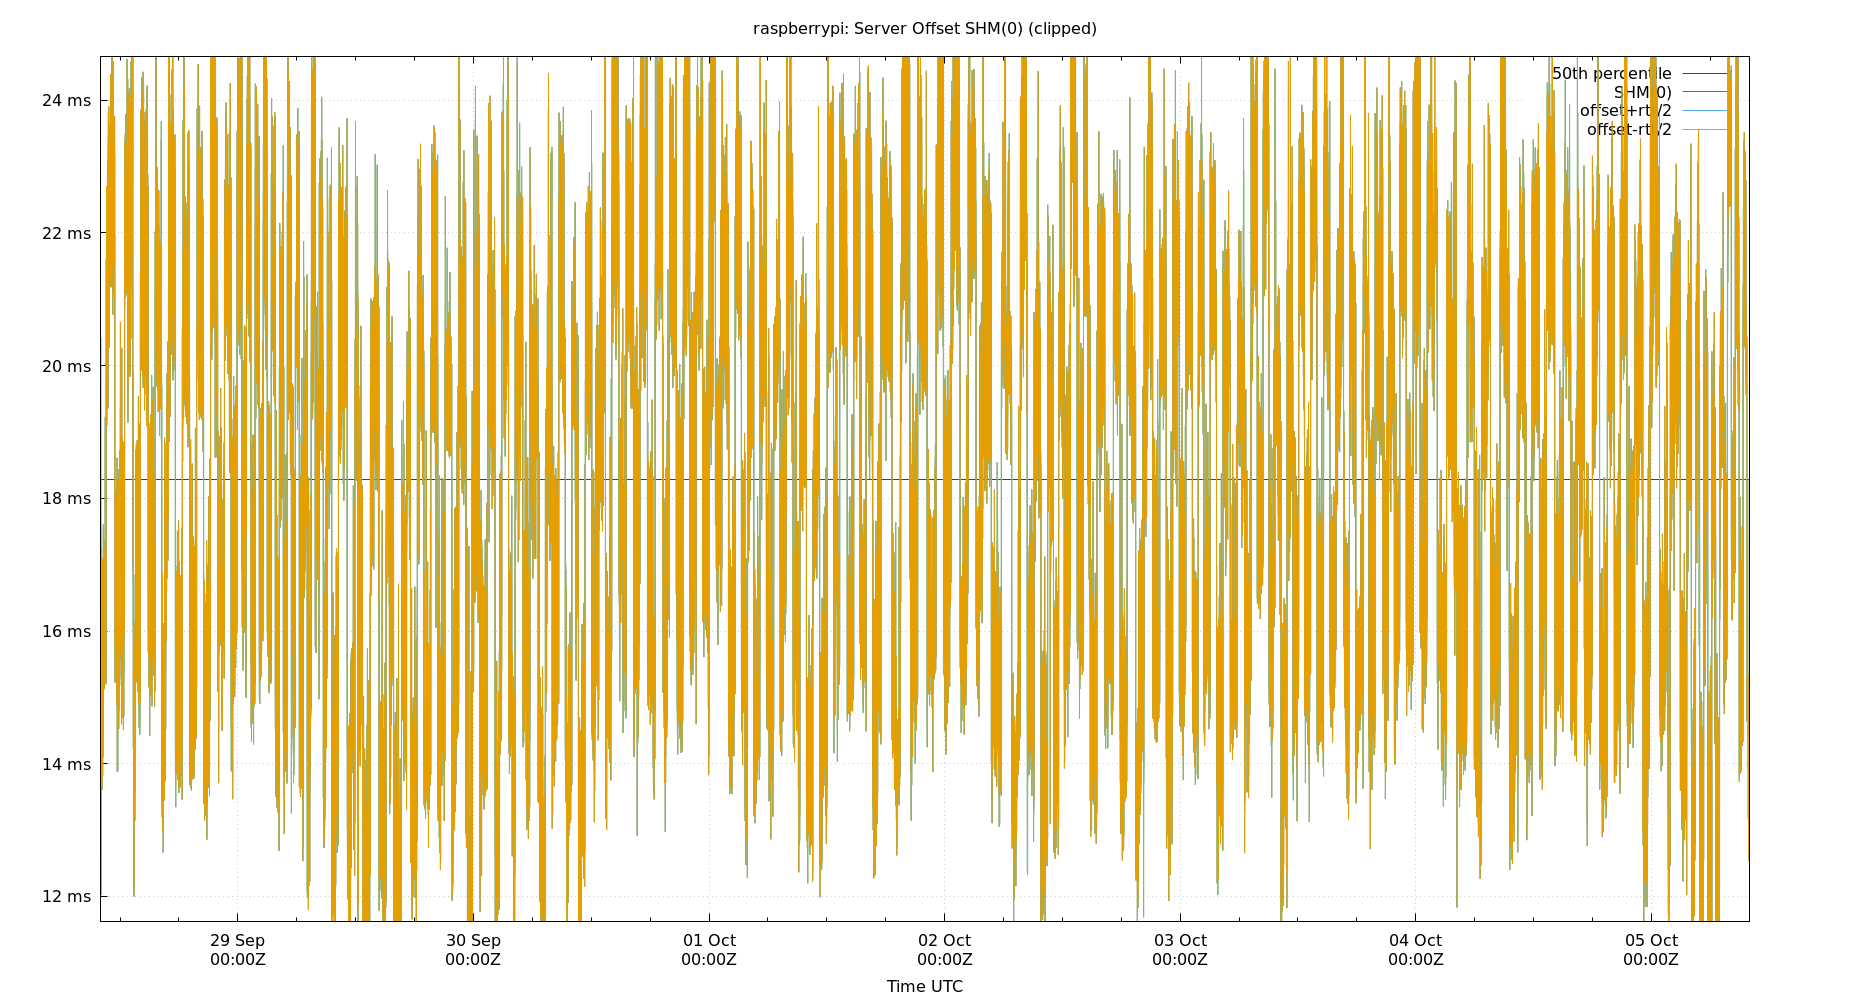 raspberrypi: Server Offset SHM(0) (clipped)
24 ms
22 ms
20 ms
18 ms
16 ms
14 ms
12 ms
50th percentile
SHM(0)
offset+rtt/2
offset-rtt/2
29 Sep
00:00Z
30 Sep
00:00Z
01 Oct
00:00Z
02 Oct
00:00Z
03 Oct
00:00Z
04 Oct
00:00Z
05 Oct
00:00Z
Time UTC